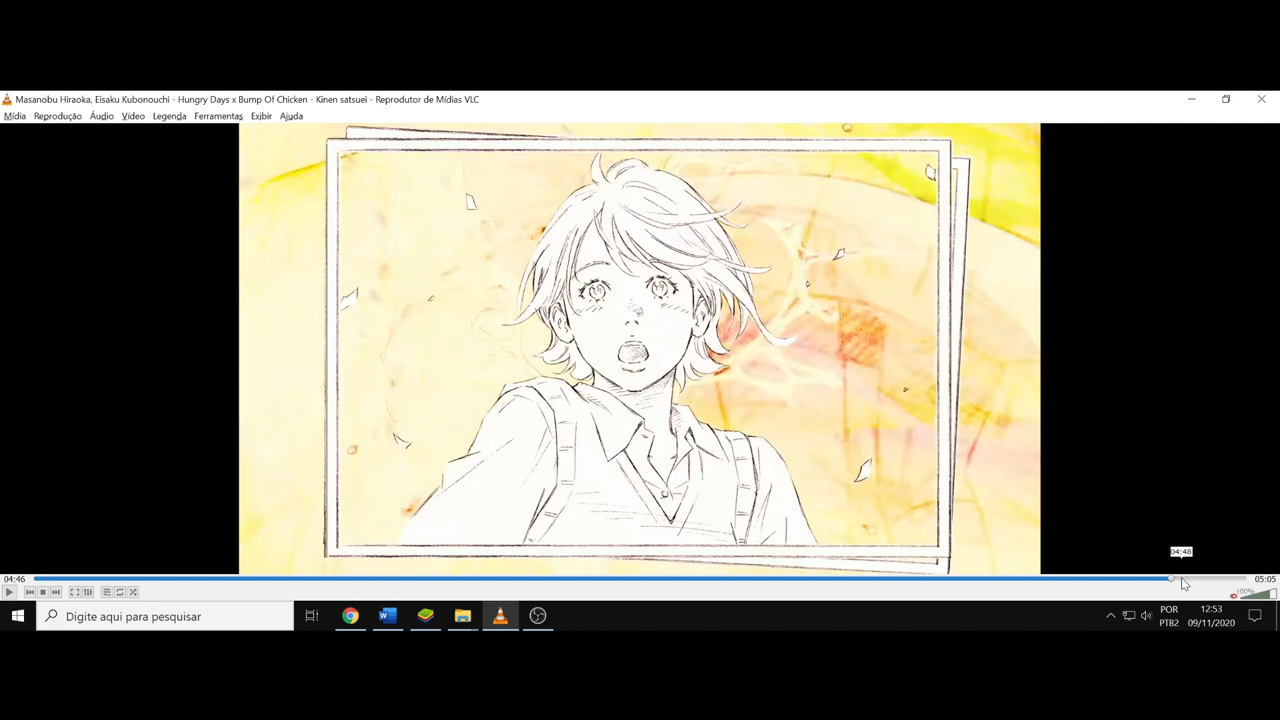 Masanobu Hiraoka, Eisaku Kubonouchi - Hungry Days x Bump Of Chicken - Kinen satsuei - Reprodutor de Mídias VLC
Mídia Reprodução Áudio Vídeo Legenda Ferramentas Exibir Ajuda
04:48
04:46 05:05
100%
Digite aqui para pesquisar
POR 12:53
PTB2 09/11/2020